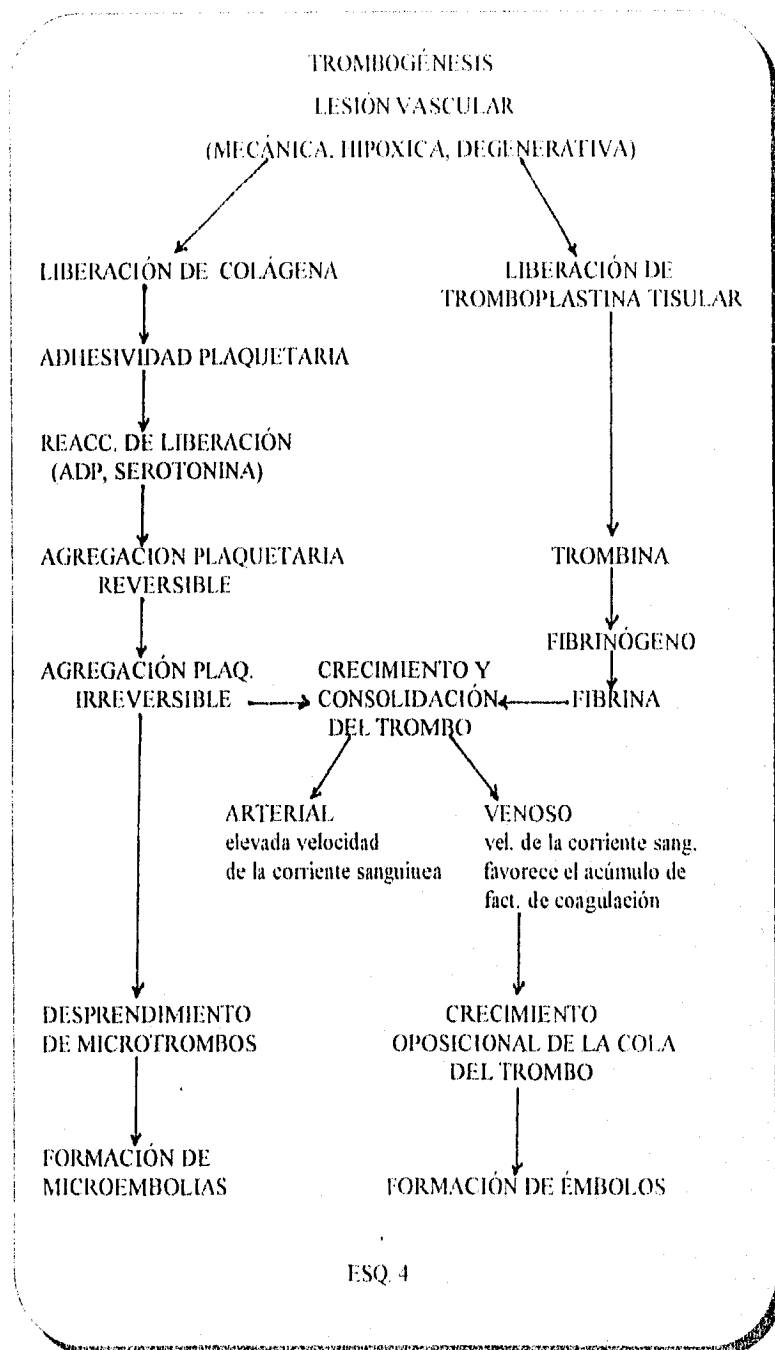 TROMBOGÉNESIS
LESIÓN VASCULAR
(MECÁNICA. HIPOXICA, DEGENERATIVA)
LIBERACIÓN DE COLÁGENA
LIBERACIÓN DE
TROMBOPLASTINA TISULAR
ADHESIVIDAD PLAQUETARIA
REACC. DE LIBERACIÓN
(ADP, SEROTONINA)
AGREGACION PLAQUETARIA
REVERSIBLE
TROMBINA
FIBRINÓGENO
AGREGACIÓN PLAQ.
IRREVERSIBLE
CRECIMIENTO Y
CONSOLIDACIÓN
DEL TROMBO
FIBRINA
ARTERIAL
elevada velocidad
de la corriente sanguinea
VENOSO
vel. de la corriente sang.
favorece el acúmulo de
fact. de coagulación
DESPRENDIMIENTO
DE MICROTROMBOS
CRECIMIENTO
OPOSICIONAL DE LA COLA
DEL TROMBO
FORMACIÓN DE
MICROEMBOLIAS
FORMACIÓN DE ÉMBOLOS
ESQ. 4